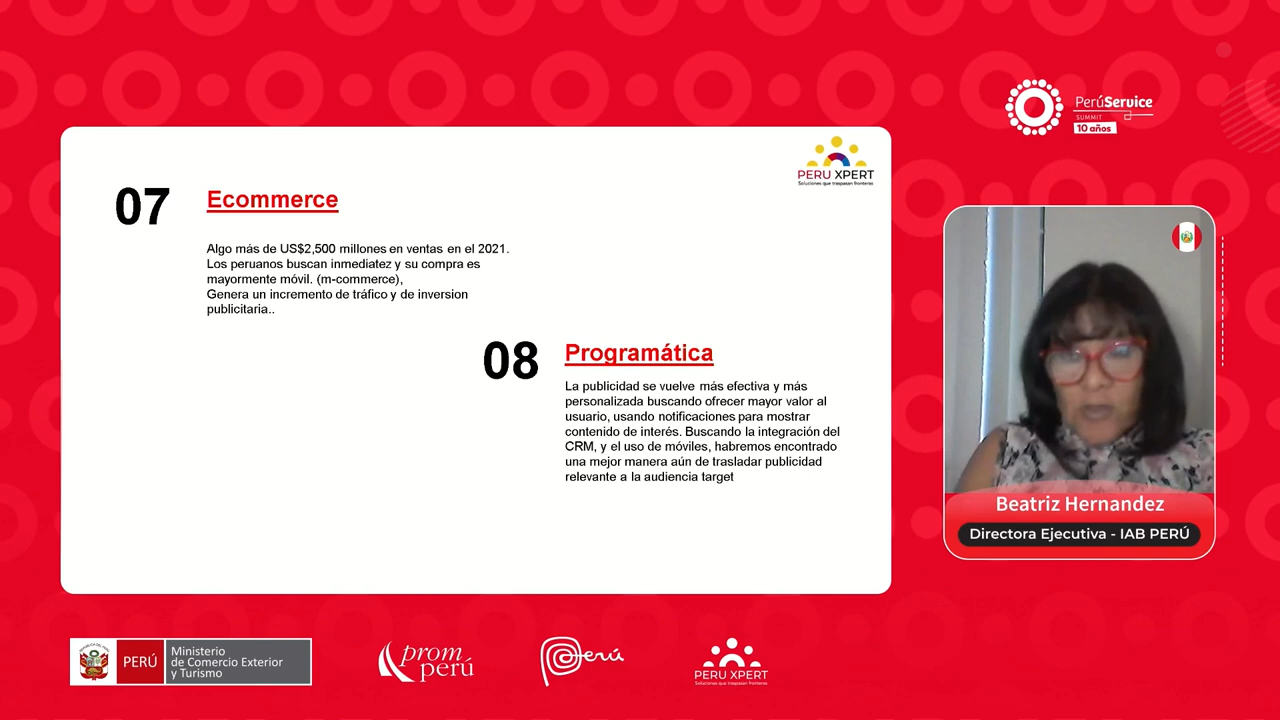 PerúService
SUMMIT
10 años
PERU XPERT
Soluciones que traspasan fronteras
07
Ecommerce
Algo más de US$2,500 millones en ventas en el 2021.
Los peruanos buscan inmediatez y su compra es
mayormente móvil. (m-commerce),
Genera un incremento de tráfico y de inversion
publicitaria..
08
Programática
La publicidad se vuelve más efectiva y más
personalizada buscando ofrecer mayor valor al
usuario, usando notificaciones para mostrar
contenido de interés. Buscando la integración del
CRM, y el uso de móviles, habremos encontrado
una mejor manera aún de trasladar publicidad
relevante a la audiencia target
Beatriz Hernandez
Directora Ejecutiva - IAB PERÚ
PERÚ
Ministerio
de Comercio Exterior
y Turismo
prom
perú
Perú
PERU XPERT
Soluciones que traspasan fronteras